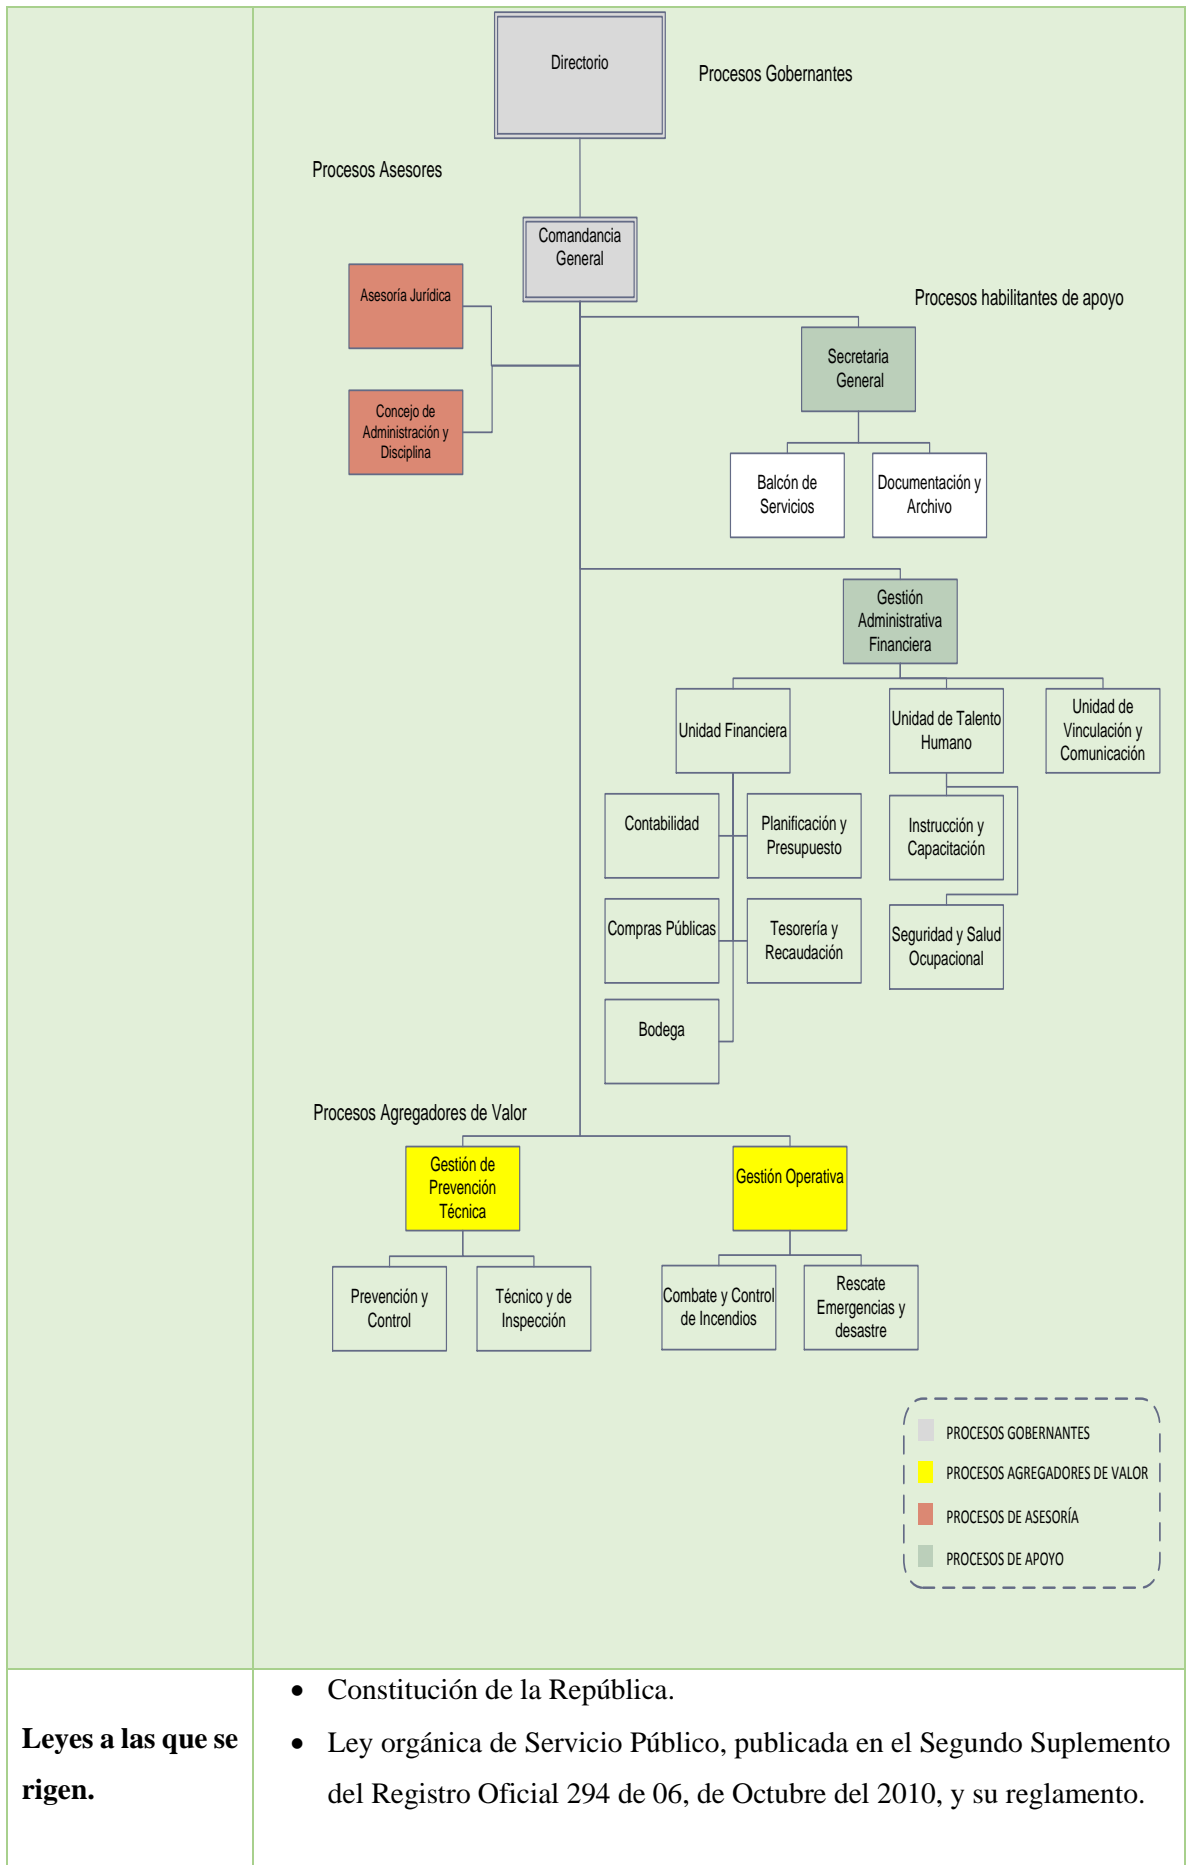 Directorio
Procesos Gobernantes
Procesos Asesores
Comandancia
General
Asesoría Jurídica
Procesos habilitantes de apoyo
Secretaria
General
Concejo de
Administración y
Disciplina
Balcón de
Servicios
Documentación y
Archivo
Gestión
Administrativa
Financiera
Unidad Financiera
Unidad de Talento
Humano
Unidad de
Vinculación y
Comunicación
Contabilidad
Planificación y
Presupuesto
Instrucción y
Capacitación
Compras Públicas
Tesorería y
Recaudación
Seguridad y Salud
Ocupacional
Bodega
Procesos Agregadores de Valor
Gestión de
Prevención
Técnica
Gestión Operativa
Prevención y
Control
Técnico y de
Inspección
Combate y Control
de Incendios
Rescate
Emergencias y
desastre
PROCESOS GOBERNANTES
PROCESOS AGREGADORES DE VALOR
PROCESOS DE ASESORÍA
PROCESOS DE APOYO
Leyes a las que se
rigen.
• Constitución de la República.
• Ley orgánica de Servicio Público, publicada en el Segundo Suplemento
del Registro Oficial 294 de 06, de Octubre del 2010, y su reglamento.